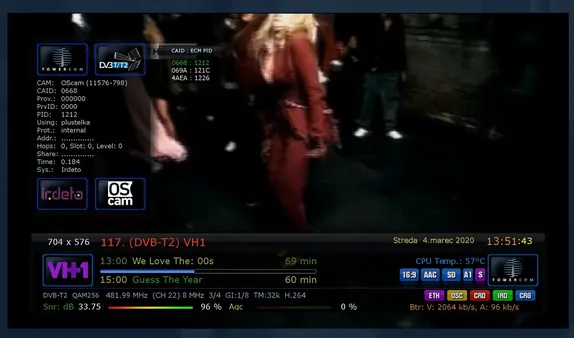 TOWERCOM
DVB T/T2
CAID : ECM PID
0668 : 1212
069A : 121C
4AEA : 1226
CAM: OScam (11576-798)
CAID: 0668
Prov.: 000000
PrvID: 0000
PID: 1212
Using: plustelka
Prot.: internal
Addr.: ..............
Hops: 0, Slot: 0, Level: 0
Share: ..............
Time: 0.184
Sys.: Irdeto
irdeto
OS
cam
704 x 576 117. (DVB-T2) VH1 Streda 4.marec 2020 13:51:43
VH1 13:00 We Love The: 00s 69 min CPU Temp.: 57°C
16:9 AAC SD A1 S TOWERCOM
15:00 Guess The Year 60 min
DVB-T2 QAM256 481.99 MHz (CH 22) 8 MHz 3/4 GI:1/8 TM:32k H.264 ETH OSC CRD IRD CRG
Snr: dB 33.75 96 % Agc 0 % Btr: V: 2064 kb/s, A: 96 kb/s